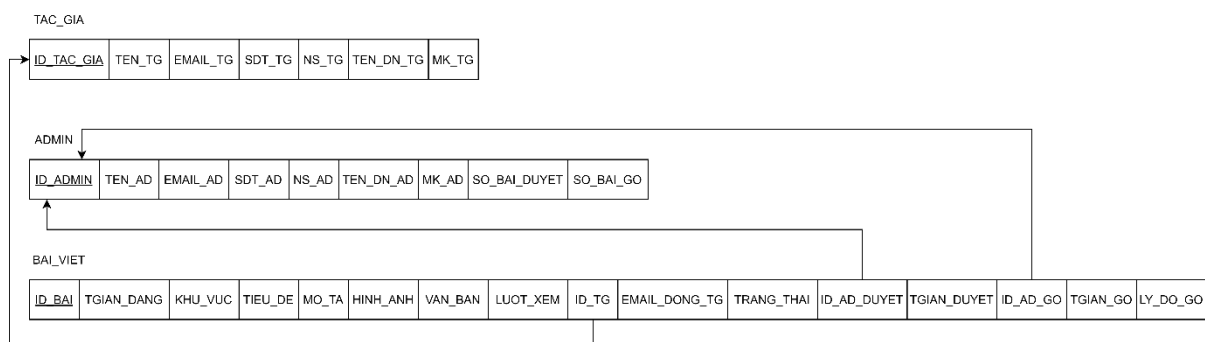 TAC_GIA
ID_TAC_GIA TEN_TG EMAIL_TG SDT_TG NS_TG TEN_DN_TG MK_TG
ADMIN
ID_ADMIN TEN_AD EMAIL_AD SDT_AD NS_AD TEN_DN_AD MK_AD SO_BAI_DUYET SO_BAI_GO
BAI_VIET
ID_BAI TGIAN_DANG KHU_VUC TIEU_DE MO_TA HINH_ANH VAN_BAN LUOT_XEM ID_TG EMAIL_DONG_TG TRANG_THAI ID_AD_DUYET TGIAN_DUYET ID_AD_GO TGIAN_GO LY_DO_GO